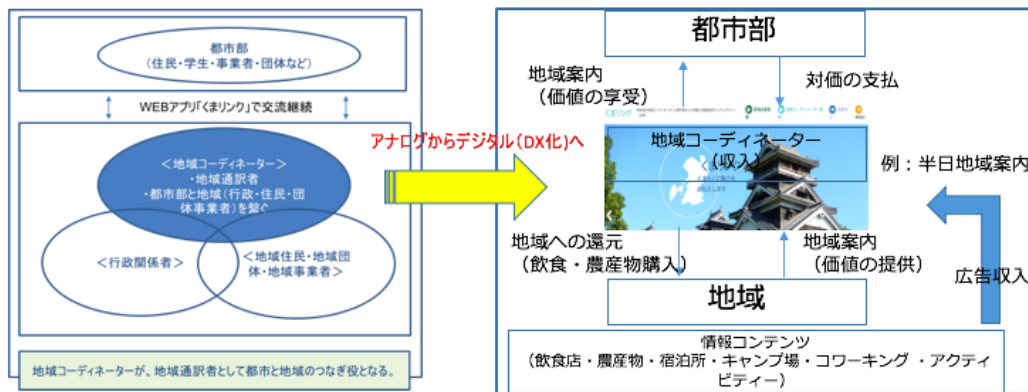 都市部
(住民・学生・事業者・団体など)
WEBアプリ「くまリンク」で交流継続
<地域コーディネーター>
・地域通訳者
・都市部と地域(行政・住民・団
体事業者)を繋ぐ
<行政関係者>
<地域住民・地域団
体・地域事業者>
地域コーディネーターが、地域通訳者として都市と地域のつなぎ役となる。
アナログからデジタル(DX化)へ
都市部
地域案内
(価値の享受)
対価の支払
くまリンク
地域コーディネーター
(収入)
例:半日地域案内
地域への還元
(飲食・農産物購入)
地域案内
(価値の提供)
広告収入
地域
情報コンテンツ
(飲食店・農産物・宿泊所・キャンプ場・コワーキング ・アクティ
ビティー)